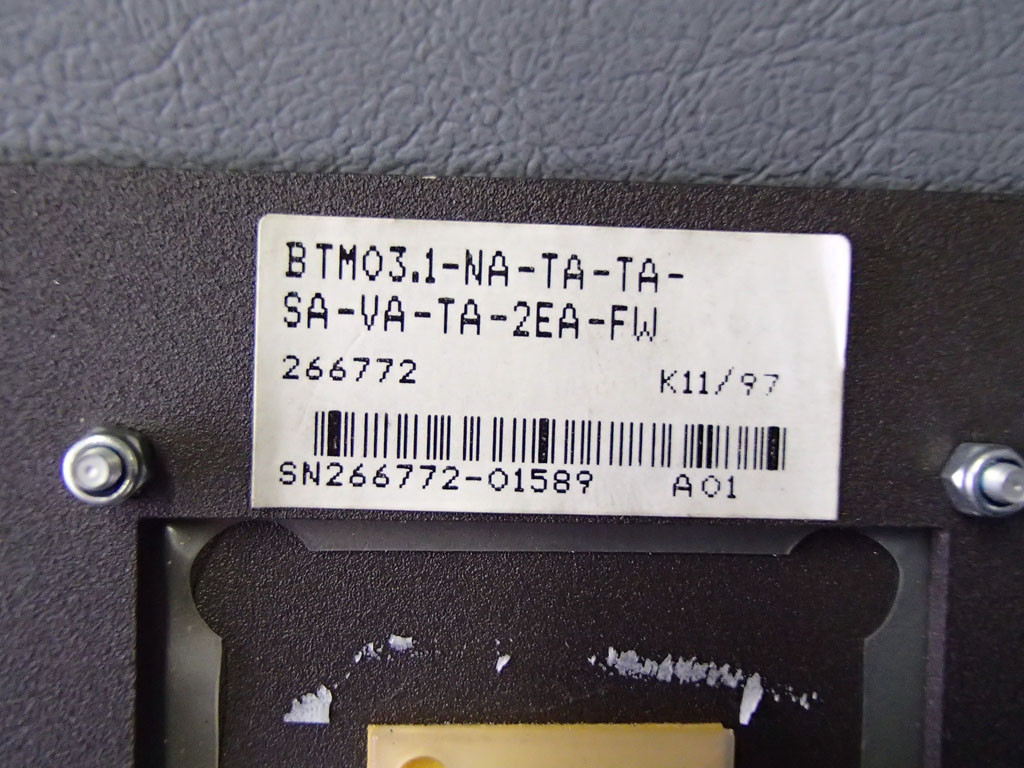 BTM03.1-NA-TA-TA-
SA-VA-TA-2EA-FW
266772 K11/97
SN266772-01589 A01